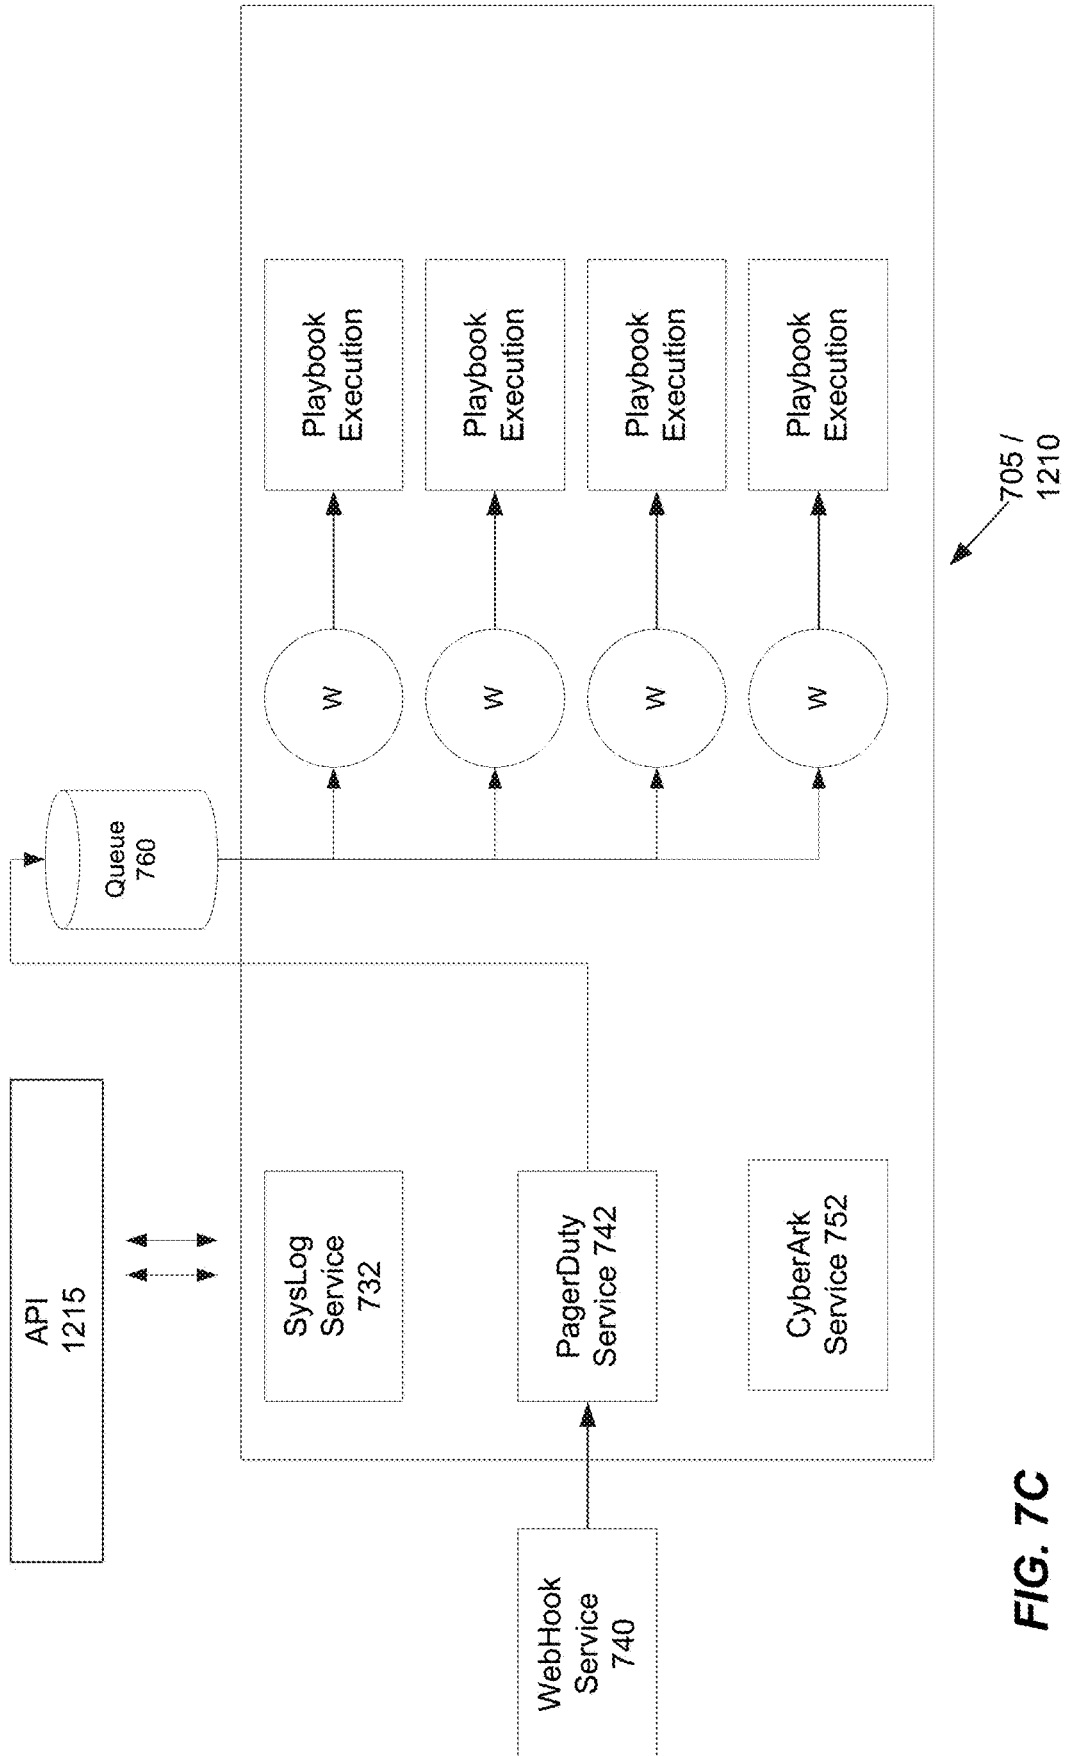 API
1215
Queue
760
SysLog
Service
732
W
Playbook
Execution
W
Playbook
Execution
WebHook
Service
740
PagerDuty
Service 742
W
Playbook
Execution
CyberArk
Service 752
W
Playbook
Execution
705 /
1210
FIG. 7C